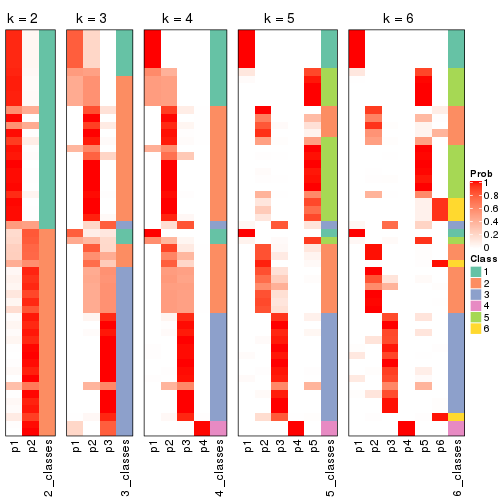 k = 2
k = 3
k = 4
k = 5
k = 6
Prob
1
0.8
0.6
0.4
0.2
0
Class
1
2
3
4
5
6
p1
p2
2_classes
p1
p2
p3
3_classes
p1
p2
p3
p4
4_classes
p1
p2
p3
p4
p5
5_classes
p1
p2
p3
p4
p5
p6
6_classes